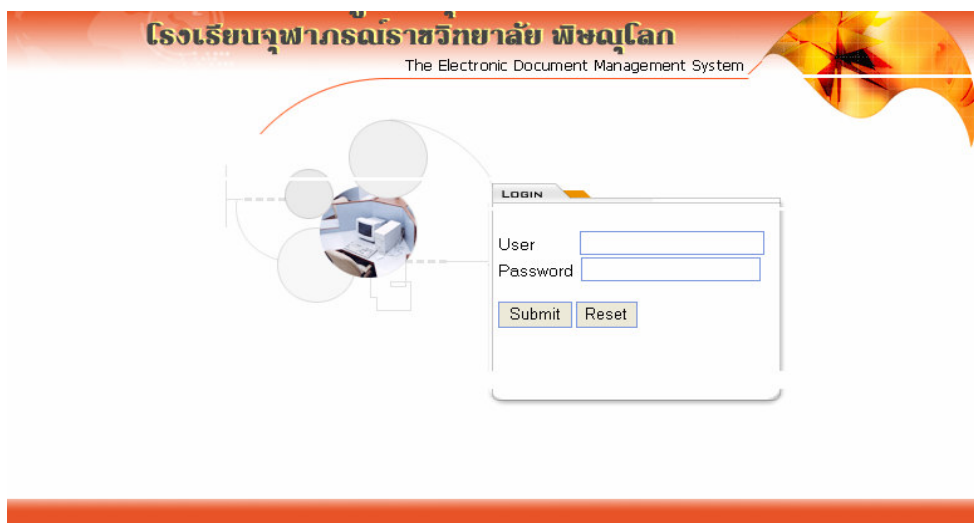 โรงเรียนจุฬาภรณ์ราชวิทยาลัย พิษณุโลก
The Electronic Document Management System
LOGIN
User
Password
Submit Reset